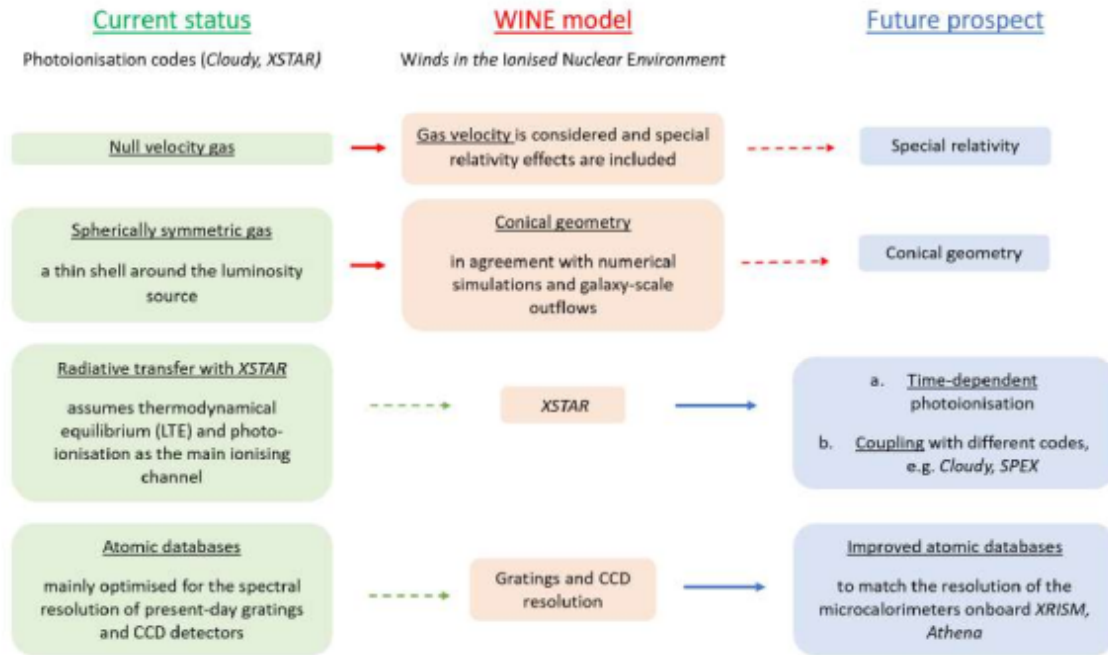 Current status
WINE model
Future prospect
Photoionisation codes (Cloudy, XSTAR)
Winds in the Ionised Nuclear Environment
Null velocity gas
Gas velocity is considered and special
relativity effects are included
Special relativity
Spherically symmetric gas
a thin shell around the luminosity
source
Conical geometry
in agreement with numerical
simulations and galaxy-scale
outflows
Conical geometry
Radiative transfer with XSTAR
assumes thermodynamical
equilibrium (LTE) and photo-
ionisation as the main ionising
channel
XSTAR
a. Time-dependent
photoionisation
b. Coupling with different codes,
e.g. Cloudy, SPEX
Atomic databases
mainly optimised for the spectral
resolution of present-day gratings
and CCD detectors
Gratings and CCD
resolution
Improved atomic databases
to match the resolution of the
microcalorimeters onboard XRISM,
Athena